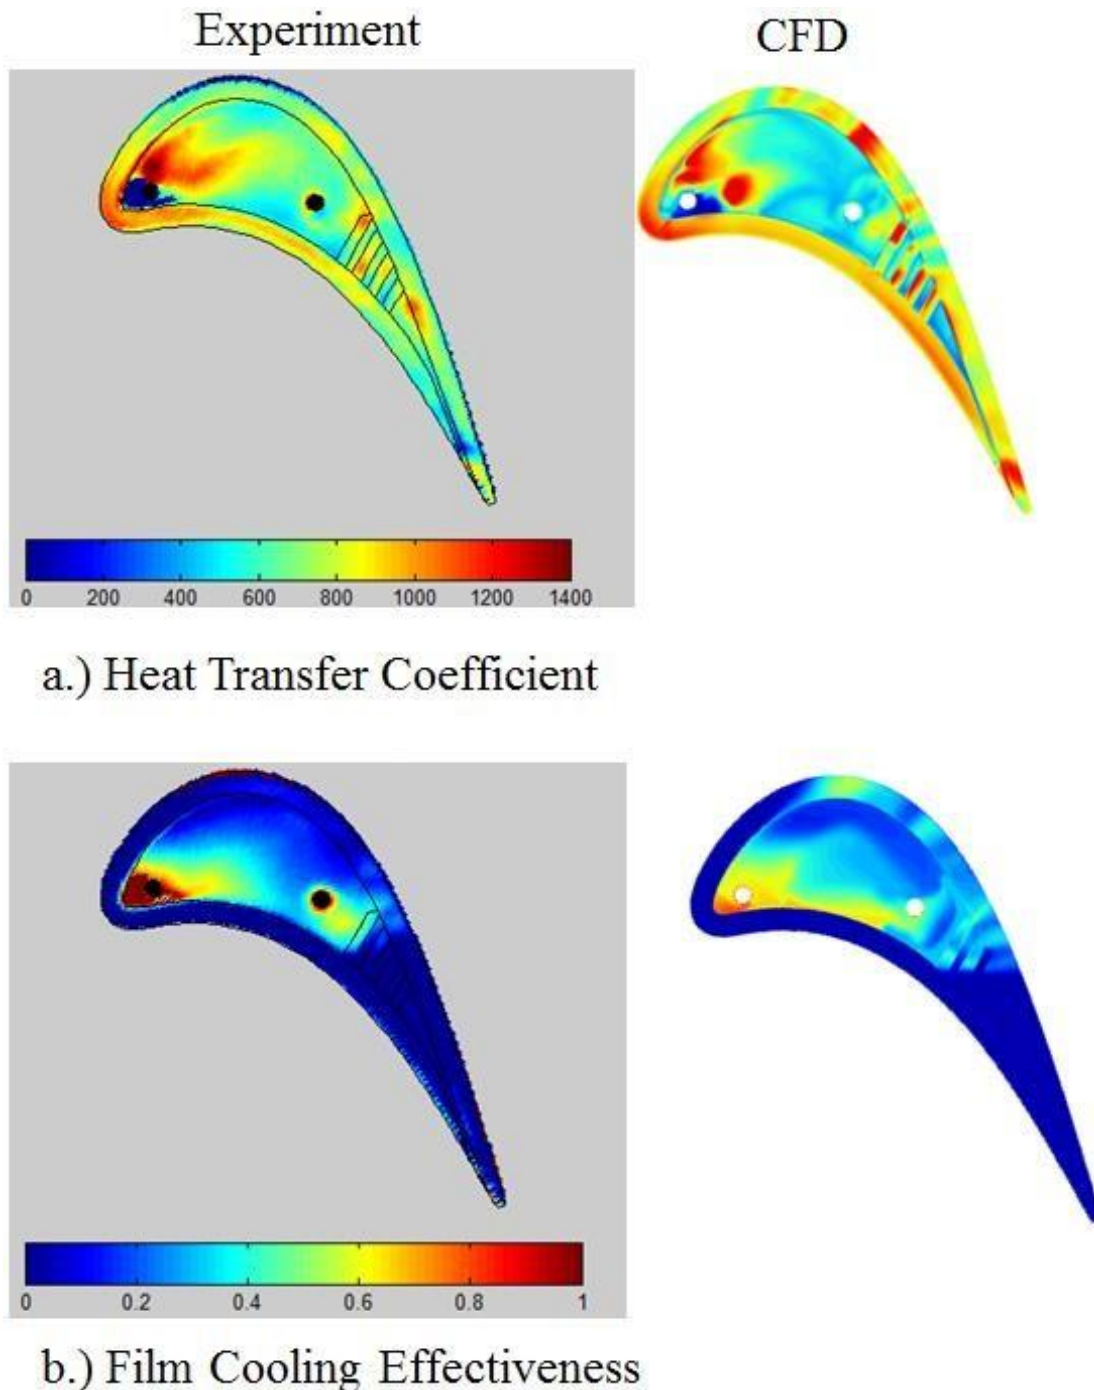 Experiment CFD
0 200 400 600 800 1000 1200 1400
a.) Heat Transfer Coefficient
0 0.2 0.4 0.6 0.8 1
b.) Film Cooling Effectiveness